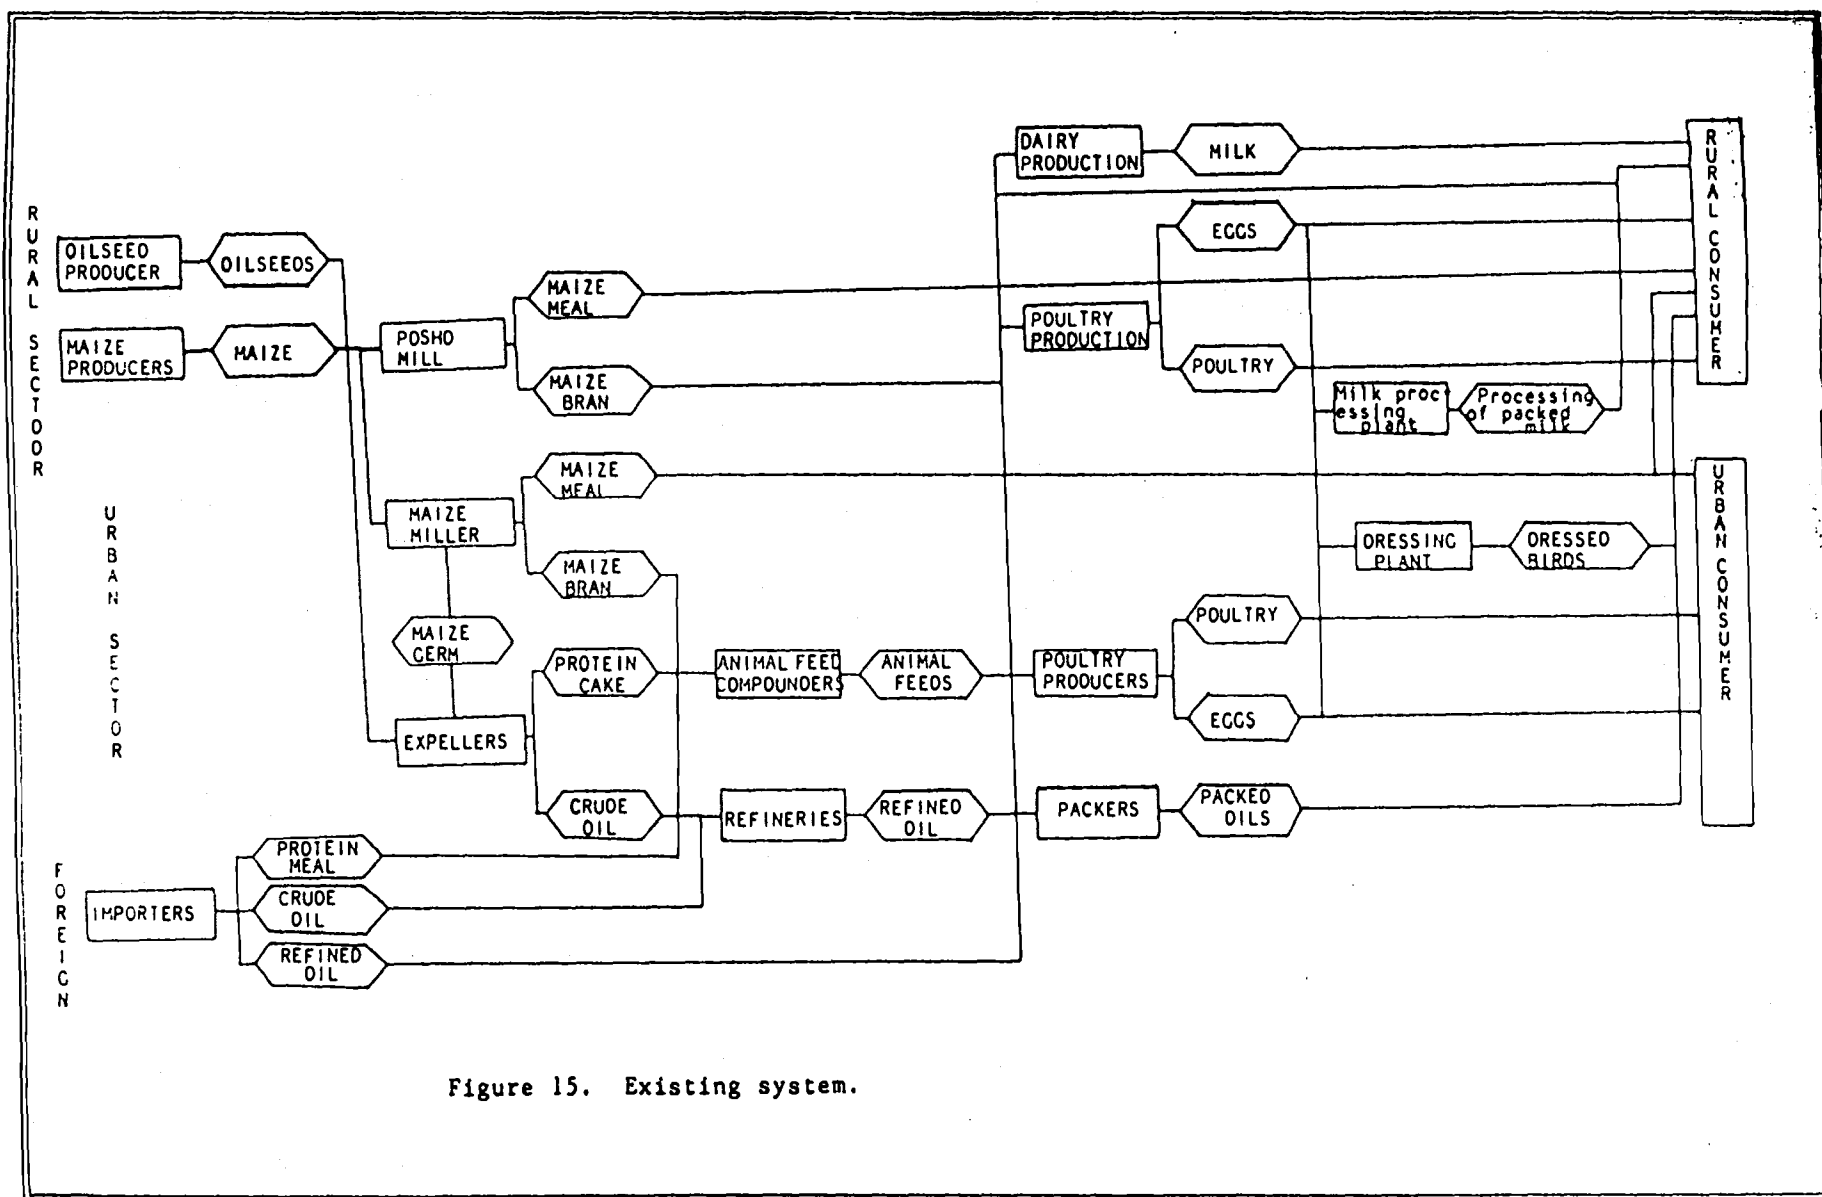 RURAL SECTOOR
URBAN SECTOR
FOREIGN
OILSEED
PRODUCER
OILSEEDS
MAIZE
PRODUCERS
MAIZE
POSHO
MILL
MAIZE
MEAL
MAIZE
BRAN
MAIZE
MILLER
MAIZE
MEAL
MAIZE
BRAN
MAIZE
GERM
EXPELLERS
PROTEIN
CAKE
CRUDE
OIL
IMPORTERS
PROTEIN
MEAL
CRUDE
OIL
REFINED
OIL
ANIMAL FEED
COMPOUNDERS
ANIMAL
FEEDS
REFINERIES
REFINED
OIL
DAIRY
PRODUCTION
MILK
POULTRY
PRODUCTION
EGGS
POULTRY
Milk proc
essing
plant
Processing
of packed
milk
DRESSING
PLANT
DRESSED
BIRDS
POULTRY
PRODUCERS
POULTRY
EGGS
PACKERS
PACKED
OILS
RURAL CONSUMER
URBAN CONSUMER
Figure 15. Existing system.